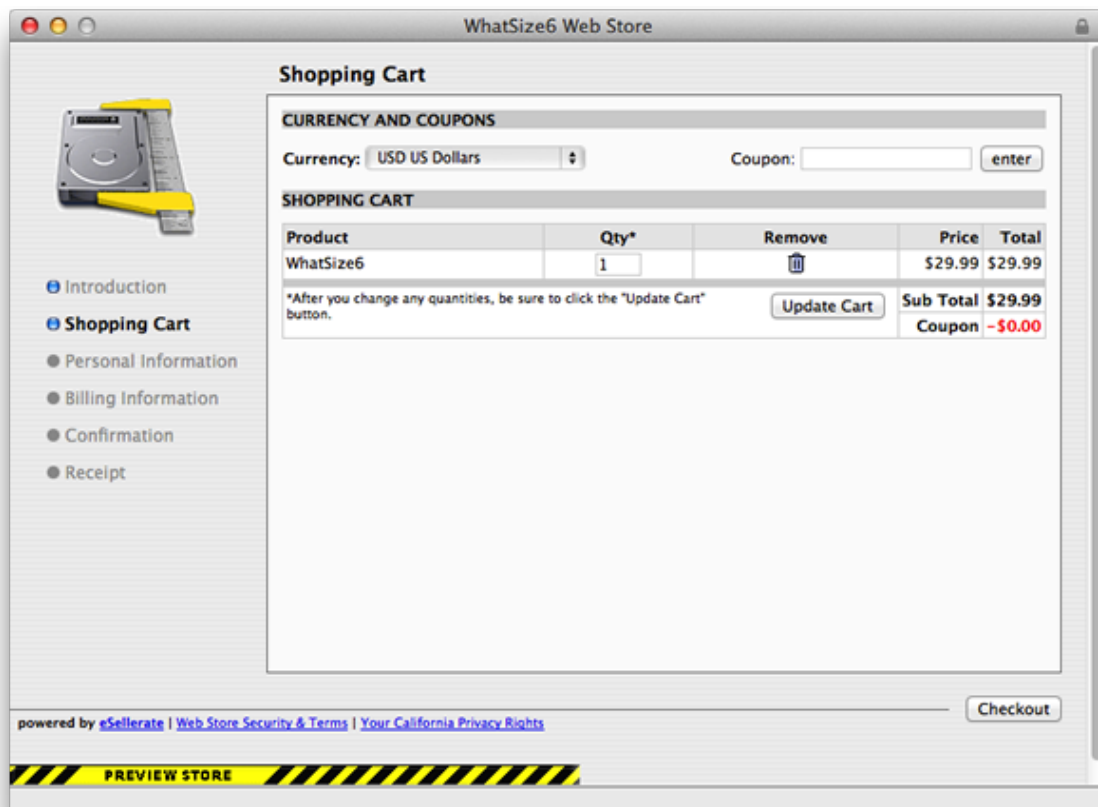 WhatSize6 Web Store
Shopping Cart
CURRENCY AND COUPONS
Currency: USD US Dollars Coupon: enter
SHOPPING CART
Product Qty* Remove Price Total
WhatSize6 1 $29.99 $29.99
*After you change any quantities, be sure to click the "Update Cart"
button.
Update Cart
Sub Total $29.99
Coupon -$0.00
Introduction
Shopping Cart
Personal Information
Billing Information
Confirmation
Receipt
Checkout
powered by eSellerate | Web Store Security & Terms | Your California Privacy Rights
PREVIEW STORE